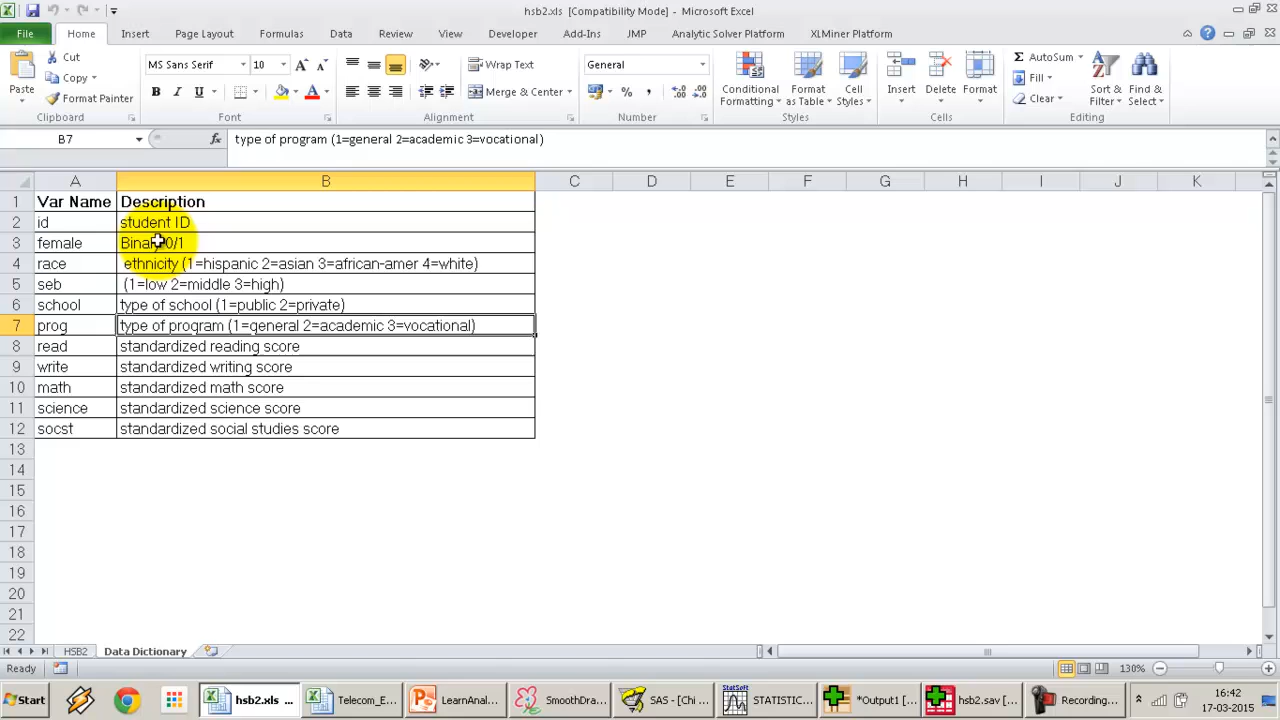 hsb2.xls [Compatibility Mode] - Microsoft Excel
File Home Insert Page Layout Formulas Data Review View Developer Add-Ins JMP Analytic Solver Platform XLMiner Platform
Cut MS Sans Serif 10 Wrap Text General AutoSum
Copy Fill
Paste Format Painter Merge & Center Conditional Formatting Format as Table Cell Styles Insert Delete Format Clear Sort & Filter Find & Select
Clipboard Font Alignment Number Styles Cells Editing
B7 fx type of program (1=general 2=academic 3=vocational)
A B C D E F G H I J K
1 Var Name Description
2 id student ID
3 female Binary 0/1
4 race ethnicity (1=hispanic 2=asian 3=african-amer 4=white)
5 seb (1=low 2=middle 3=high)
6 school type of school (1=public 2=private)
7 prog type of program (1=general 2=academic 3=vocational)
8 read standardized reading score
9 write standardized writing score
10 math standardized math score
11 science standardized science score
12 socst standardized social studies score
13
14
15
16
17
18
19
20
21
22
HSB2 Data Dictionary
Ready 130%
Start hsb2.xls ... Telecom_E... LearnAnal... SmoothDra... SAS - [Chi ... STATISTIC... *Output1 [... hsb2.sav [... Recording... 16:42
17-03-2015